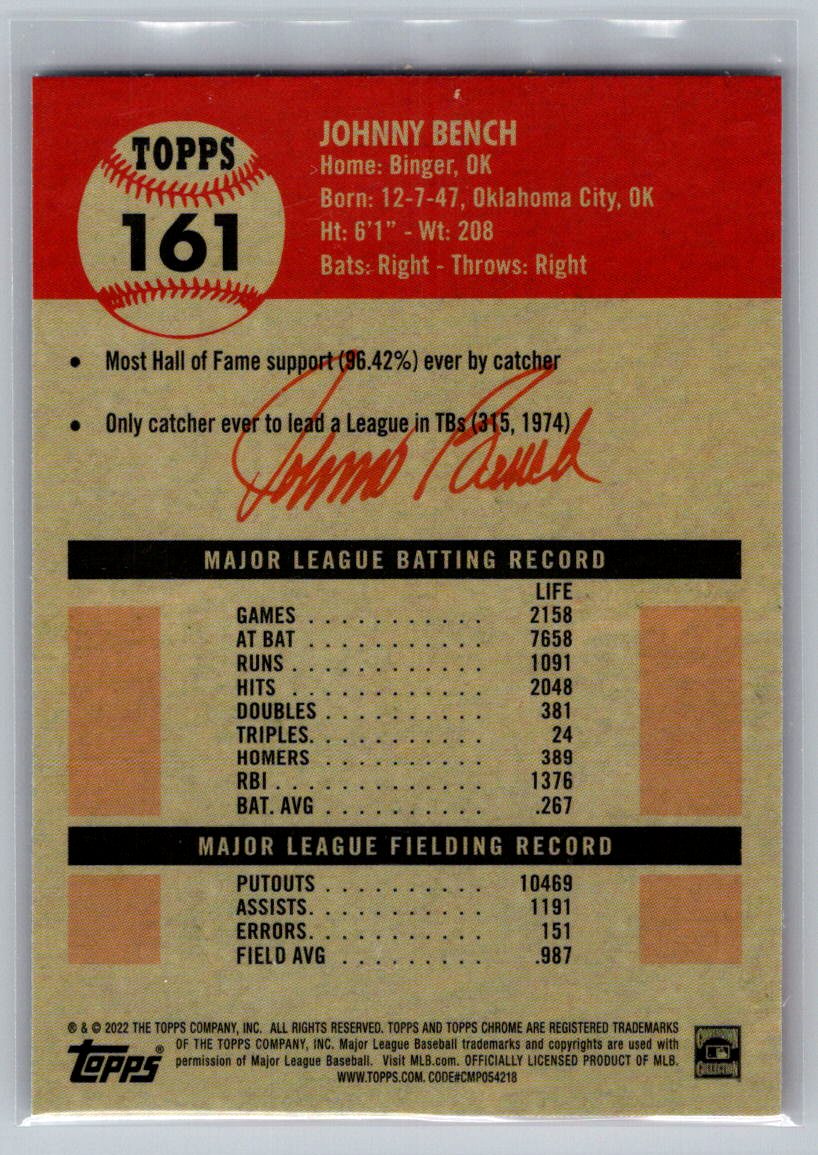 TOPPS
161
JOHNNY BENCH
Home: Binger, OK
Born: 12-7-47, Oklahoma City, OK
Ht: 6'1" - Wt: 208
Bats: Right - Throws: Right
• Most Hall of Fame support (96.42%) ever by catcher
• Only catcher ever to lead a League in TBs (315, 1974)
Johnny Bench
MAJOR LEAGUE BATTING RECORD
LIFE
GAMES . . . . . . . . . . . 2158
AT BAT . . . . . . . . . . . 7658
RUNS . . . . . . . . . . . . 1091
HITS . . . . . . . . . . . . 2048
DOUBLES . . . . . . . . . . 381
TRIPLES. . . . . . . . . . . 24
HOMERS . . . . . . . . . . 389
RBI . . . . . . . . . . . . . 1376
BAT. AVG . . . . . . . . . . .267
MAJOR LEAGUE FIELDING RECORD
PUTOUTS . . . . . . . . . . 10469
ASSISTS. . . . . . . . . . . 1191
ERRORS. . . . . . . . . . . 151
FIELD AVG . . . . . . . . . .987
® & © 2022 THE TOPPS COMPANY, INC. ALL RIGHTS RESERVED. TOPPS AND TOPPS CHROME ARE REGISTERED TRADEMARKS
OF THE TOPPS COMPANY, INC. Major League Baseball trademarks and copyrights are used with
permission of Major League Baseball. Visit MLB.com. OFFICIALLY LICENSED PRODUCT OF MLB.
WWW.TOPPS.COM. CODE#CMP054218
Topps®
COOPERSTOWN
COLLECTION